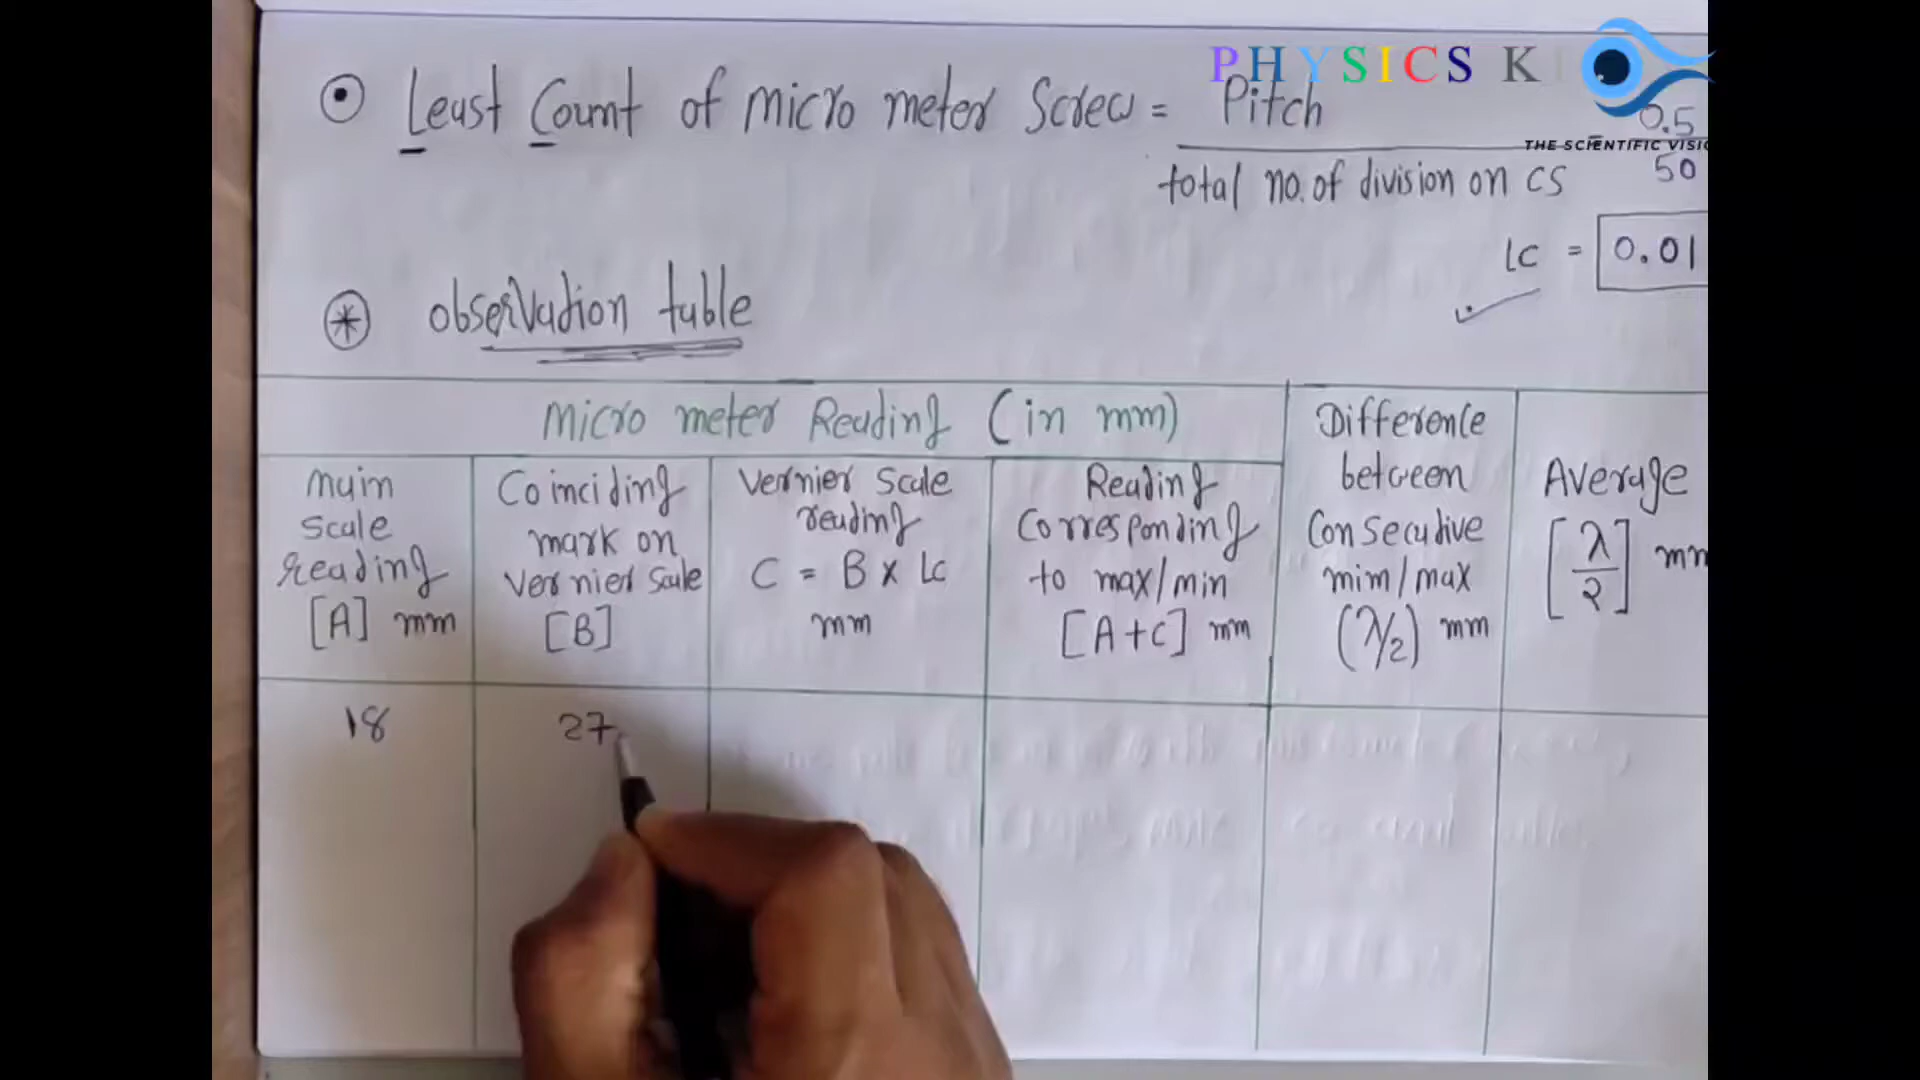 PHYSICS K
THE SCIENTIFIC VISIO
Least Count of micro meter Screw = Pitch
total no. of division on CS
= 0.5
50
LC = 0.01
observation table
Micro meter Reading (in mm)
Main
Scale
reading
[A] mm
Coinciding
mark on
Vernier Scale
[B]
Vernier Scale
reading
C = B x Lc
mm
Reading
Corresponding
to max/min
[A+C] mm
Difference
between
Consecutive
mim/max
(λ/2) mm
Average
[λ/2] mm
18
27